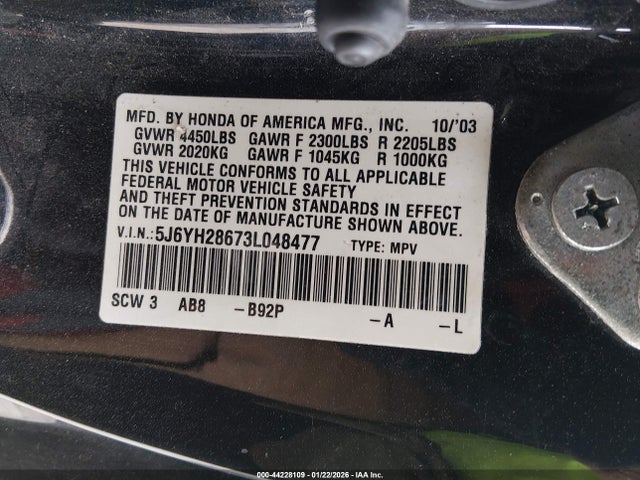 MFD. BY HONDA OF AMERICA MFG., INC. 10/'03
GVWR 4450LBS GAWR F 2300LBS R 2205LBS
GVWR 2020KG GAWR F 1045KG R 1000KG
THIS VEHICLE CONFORMS TO ALL APPLICABLE
FEDERAL MOTOR VEHICLE SAFETY
AND THEFT PREVENTION STANDARDS IN EFFECT
ON THE DATE OF MANUFACTURE SHOWN ABOVE.
V.I.N.: 5J6YH28673L048477 TYPE: MPV
SCW 3 AB8 -B92P -A -L
000-44228109 - 01/22/2026 - IAA Inc.